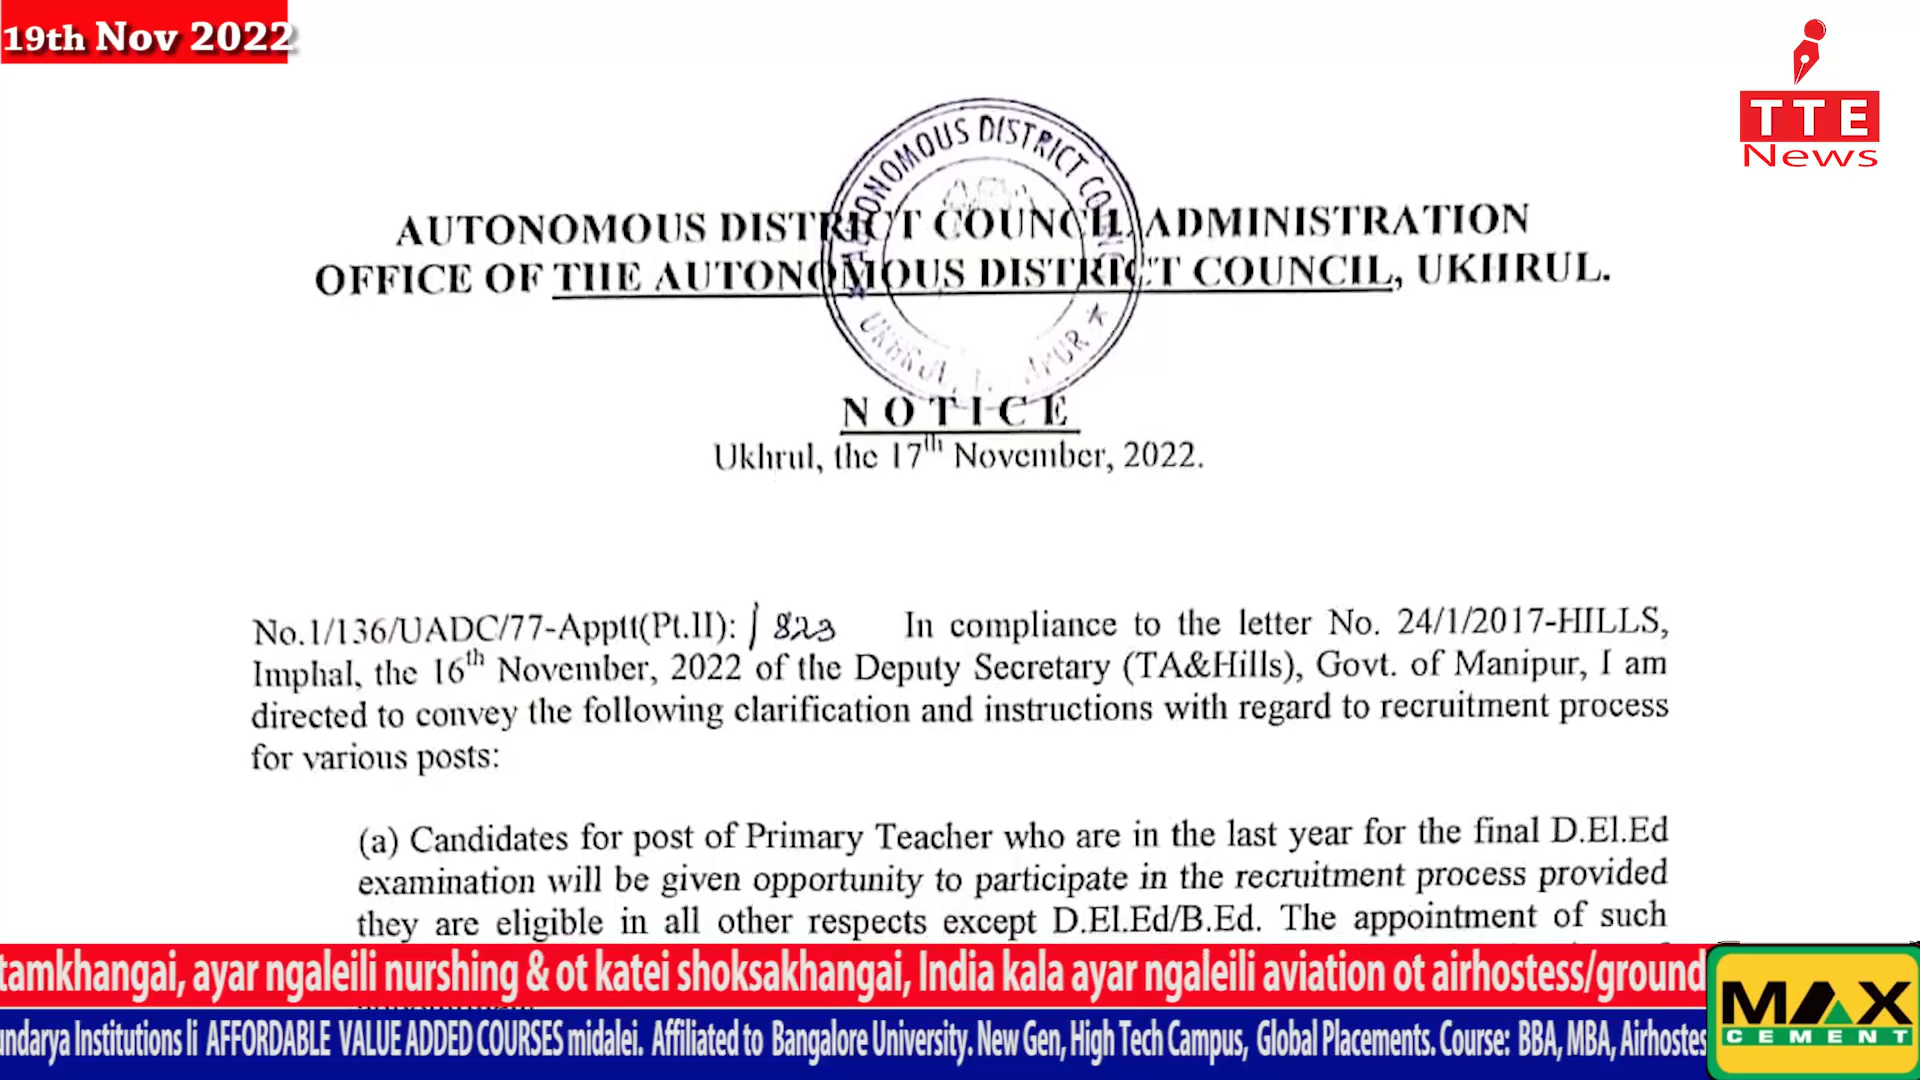 19th Nov 2022
TTE
News
AUTONOMOUS DISTRICT COUNCIL
AUTONOMOUS DISTRICT COUNCIL ADMINISTRATION
OFFICE OF THE AUTONOMOUS DISTRICT COUNCIL, UKHRUL.
UKHRUL
NOTICE
Ukhrul, the 17th November, 2022.
No.1/136/UADC/77-Apptt(Pt.II): / 823 In compliance to the letter No. 24/1/2017-HILLS,
Imphal, the 16th November, 2022 of the Deputy Secretary (TA&Hills), Govt. of Manipur, I am
directed to convey the following clarification and instructions with regard to recruitment process
for various posts:
(a) Candidates for post of Primary Teacher who are in the last year for the final D.El.Ed
examination will be given opportunity to participate in the recruitment process provided
they are eligible in all other respects except D.El.Ed/B.Ed. The appointment of such
tamkhangai, ayar ngaleili nurshing & ot katei shoksakhangai, India kala ayar ngaleili aviation ot airhostess/ground
undarya Institutions li AFFORDABLE VALUE ADDED COURSES midalei. Affiliated to Bangalore University. New Gen, High Tech Campus, Global Placements. Course: BBA, MBA, Airhostes
MAX
CEMENT